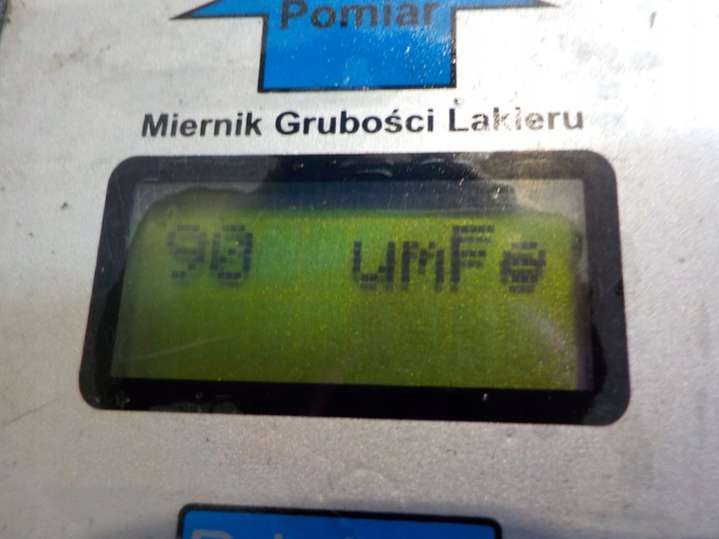 Pomiar
Miernik Grubości Lakieru
90 umFe